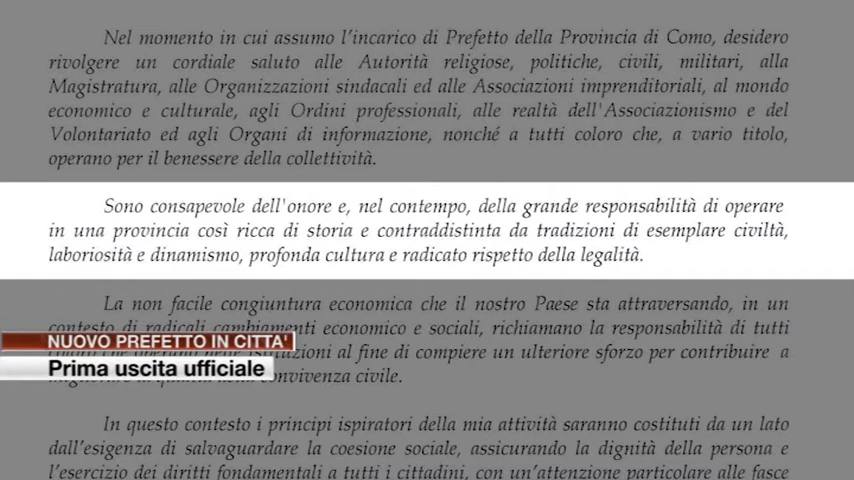 Nel momento in cui assumo l'incarico di Prefetto della Provincia di Como, desidero
rivolgere un cordiale saluto alle Autorità religiose, politiche, civili, militari, alla
Magistratura, alle Organizzazioni sindacali ed alle Associazioni imprenditoriali, al mondo
economico e culturale, agli Ordini professionali, alle realtà dell'Associazionismo e del
Volontariato ed agli Organi di informazione, nonché a tutti coloro che, a vario titolo,
operano per il benessere della collettività.
Sono consapevole dell'onore e, nel contempo, della grande responsabilità di operare
in una provincia così ricca di storia e contraddistinta da tradizioni di esemplare civiltà,
laboriosità e dinamismo, profonda cultura e radicato rispetto della legalità.
La non facile congiuntura economica che il nostro Paese sta attraversando, in un
contesto di radicali cambiamenti economico e sociali, richiamano la responsabilità di tutti
al fine di compiere un ulteriore sforzo per contribuire a
convivenza civile.
NUOVO PREFETTO IN CITTA'
Prima uscita ufficiale
In questo contesto i principi ispiratori della mia attività saranno costituti da un lato
dall'esigenza di salvaguardare la coesione sociale, assicurando la dignità della persona e
l'esercizio dei diritti fondamentali a tutti i cittadini, con un'attenzione particolare alle fasce